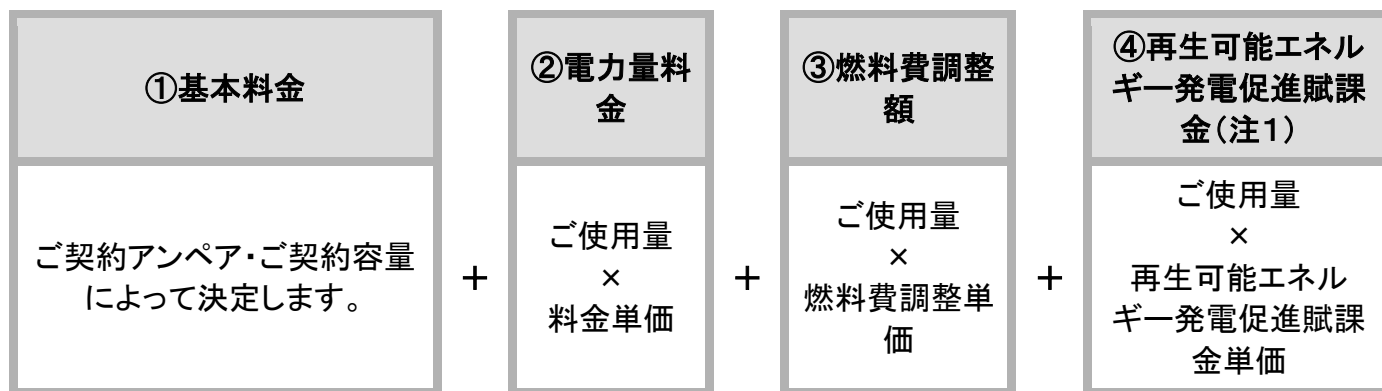 ①基本料金
ご契約アンペア・ご契約容量
によって決定します。
+
②電力量料
金
ご使用量
×
料金単価
+
③燃料費調整
額
ご使用量
×
燃料費調整単
価
+
④再生可能エネル
ギー発電促進賦課
金(注1)
ご使用量
×
再生可能エネル
ギー発電促進賦課
金単価